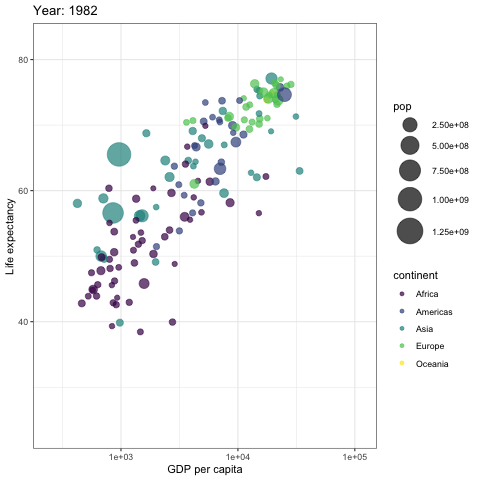 Year: 1982
80
60
40
Life expectancy
1e+03
1e+04
1e+05
GDP per capita
pop
2.50e+08
5.00e+08
7.50e+08
1.00e+09
1.25e+09
continent
Africa
Americas
Asia
Europe
Oceania